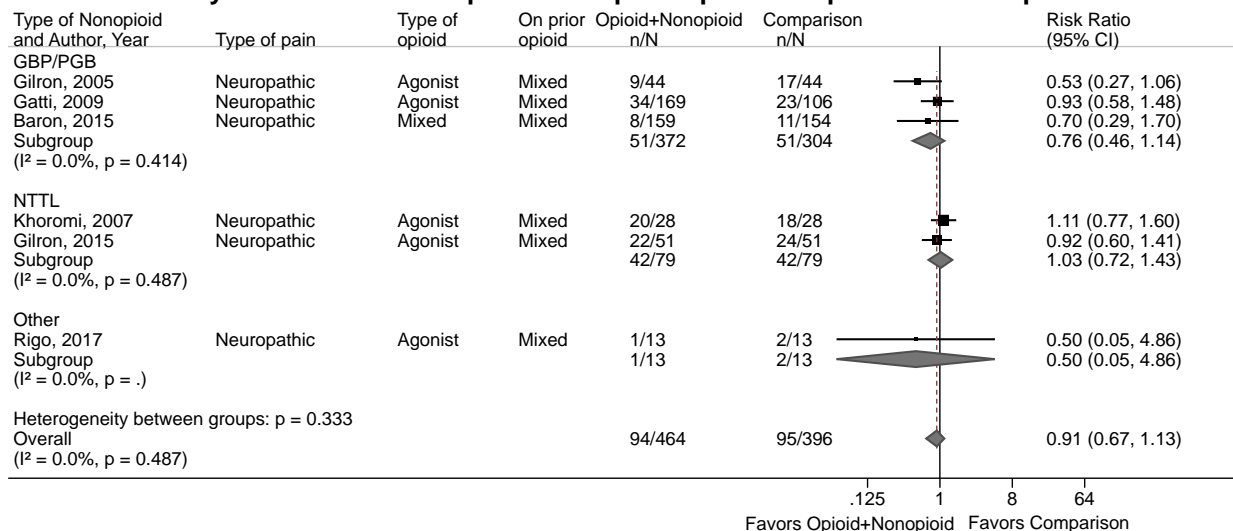 Type of Nonopioid Type of On prior Opioid+Nonopioid Comparison Risk Ratio
and Author, Year Type of pain opioid opioid n/N n/N (95% CI)
GBP/PGB
Gilron, 2005 Neuropathic Agonist Mixed 9/44 17/44 0.53 (0.27, 1.06)
Gatti, 2009 Neuropathic Agonist Mixed 34/169 23/106 0.93 (0.58, 1.48)
Baron, 2015 Neuropathic Mixed Mixed 8/159 11/154 0.70 (0.29, 1.70)
Subgroup 51/372 51/304 0.76 (0.46, 1.14)
(I² = 0.0%, p = 0.414)
NTTL
Khoromi, 2007 Neuropathic Agonist Mixed 20/28 18/28 1.11 (0.77, 1.60)
Gilron, 2015 Neuropathic Agonist Mixed 22/51 24/51 0.92 (0.60, 1.41)
Subgroup 42/79 42/79 1.03 (0.72, 1.43)
(I² = 0.0%, p = 0.487)
Other
Rigo, 2017 Neuropathic Agonist Mixed 1/13 2/13 0.50 (0.05, 4.86)
Subgroup 1/13 2/13 0.50 (0.05, 4.86)
(I² = 0.0%, p = .)
Heterogeneity between groups: p = 0.333
Overall 94/464 95/396 0.91 (0.67, 1.13)
(I² = 0.0%, p = 0.487)
.125 1 8 64
Favors Opioid+Nonopioid Favors Comparison